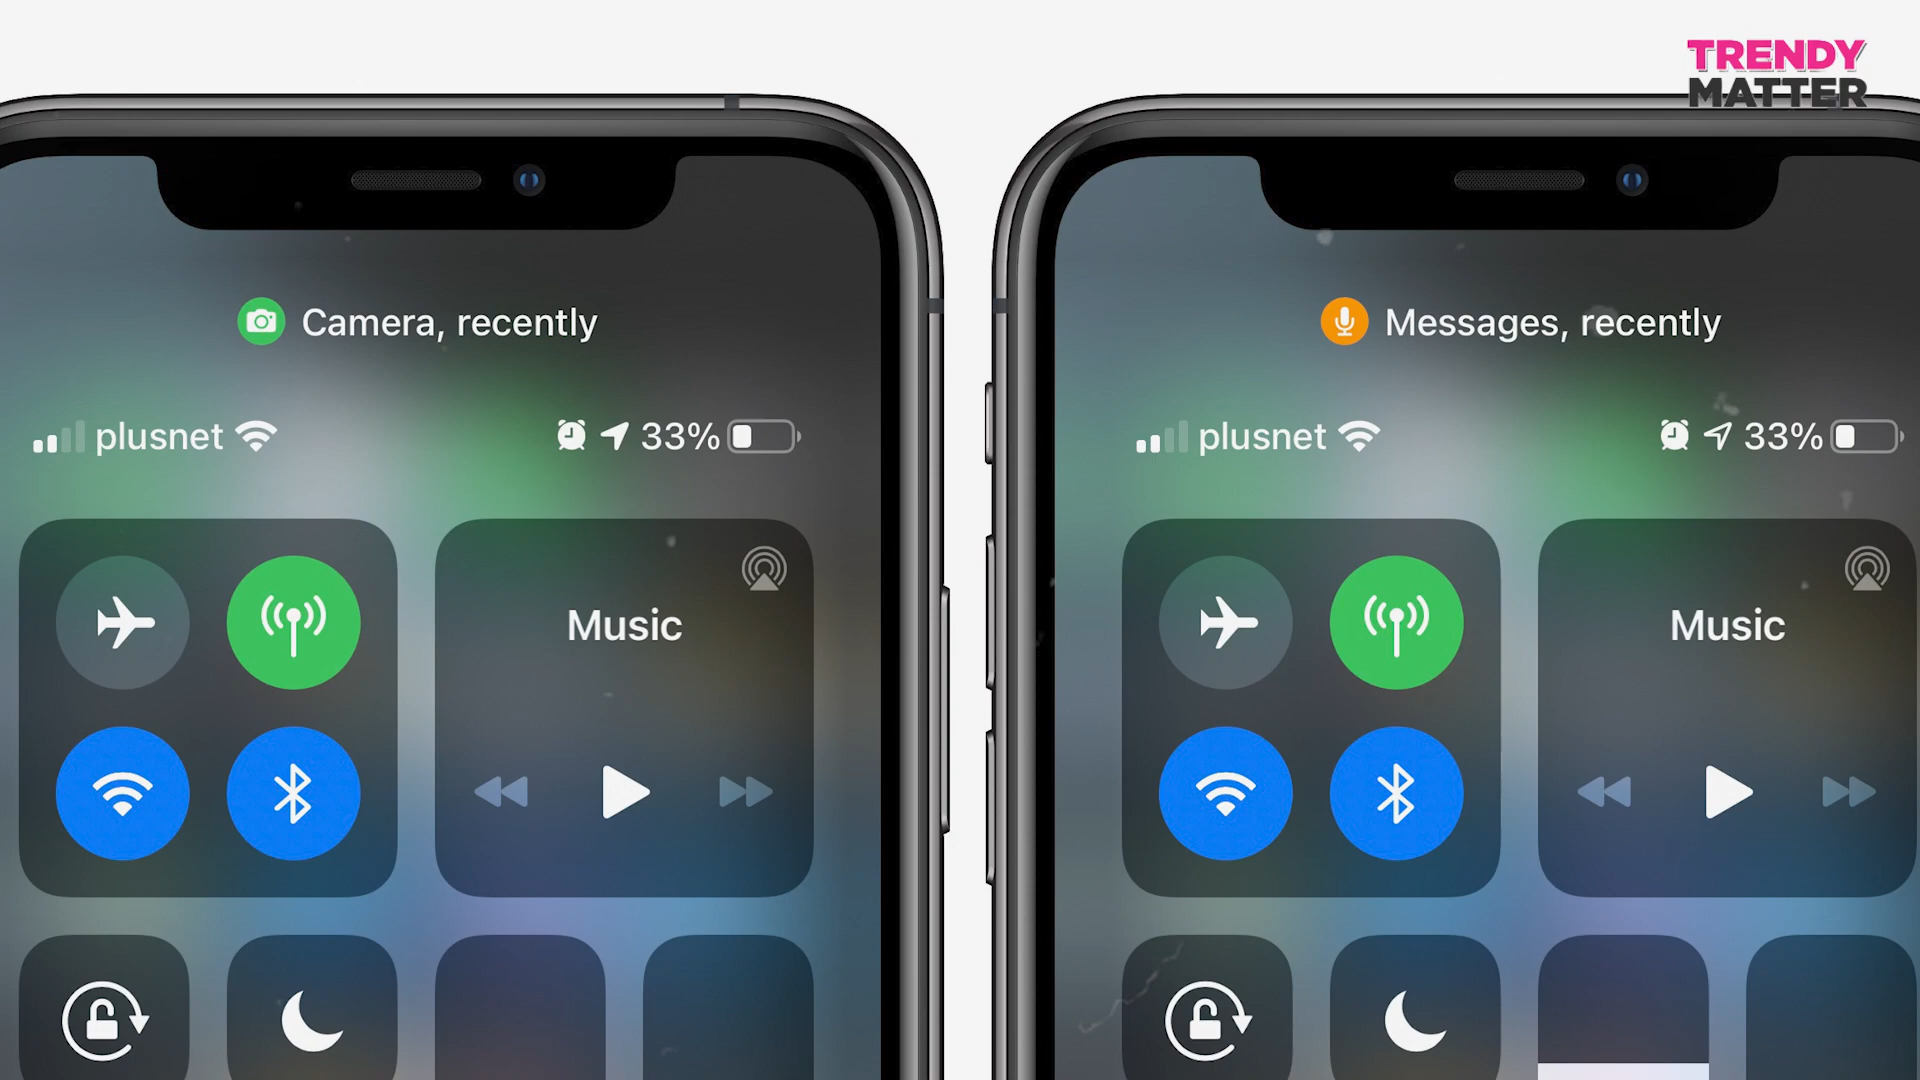 TRENDY
MATTER
Camera, recently
plusnet 33%
Music
Messages, recently
plusnet 33%
Music